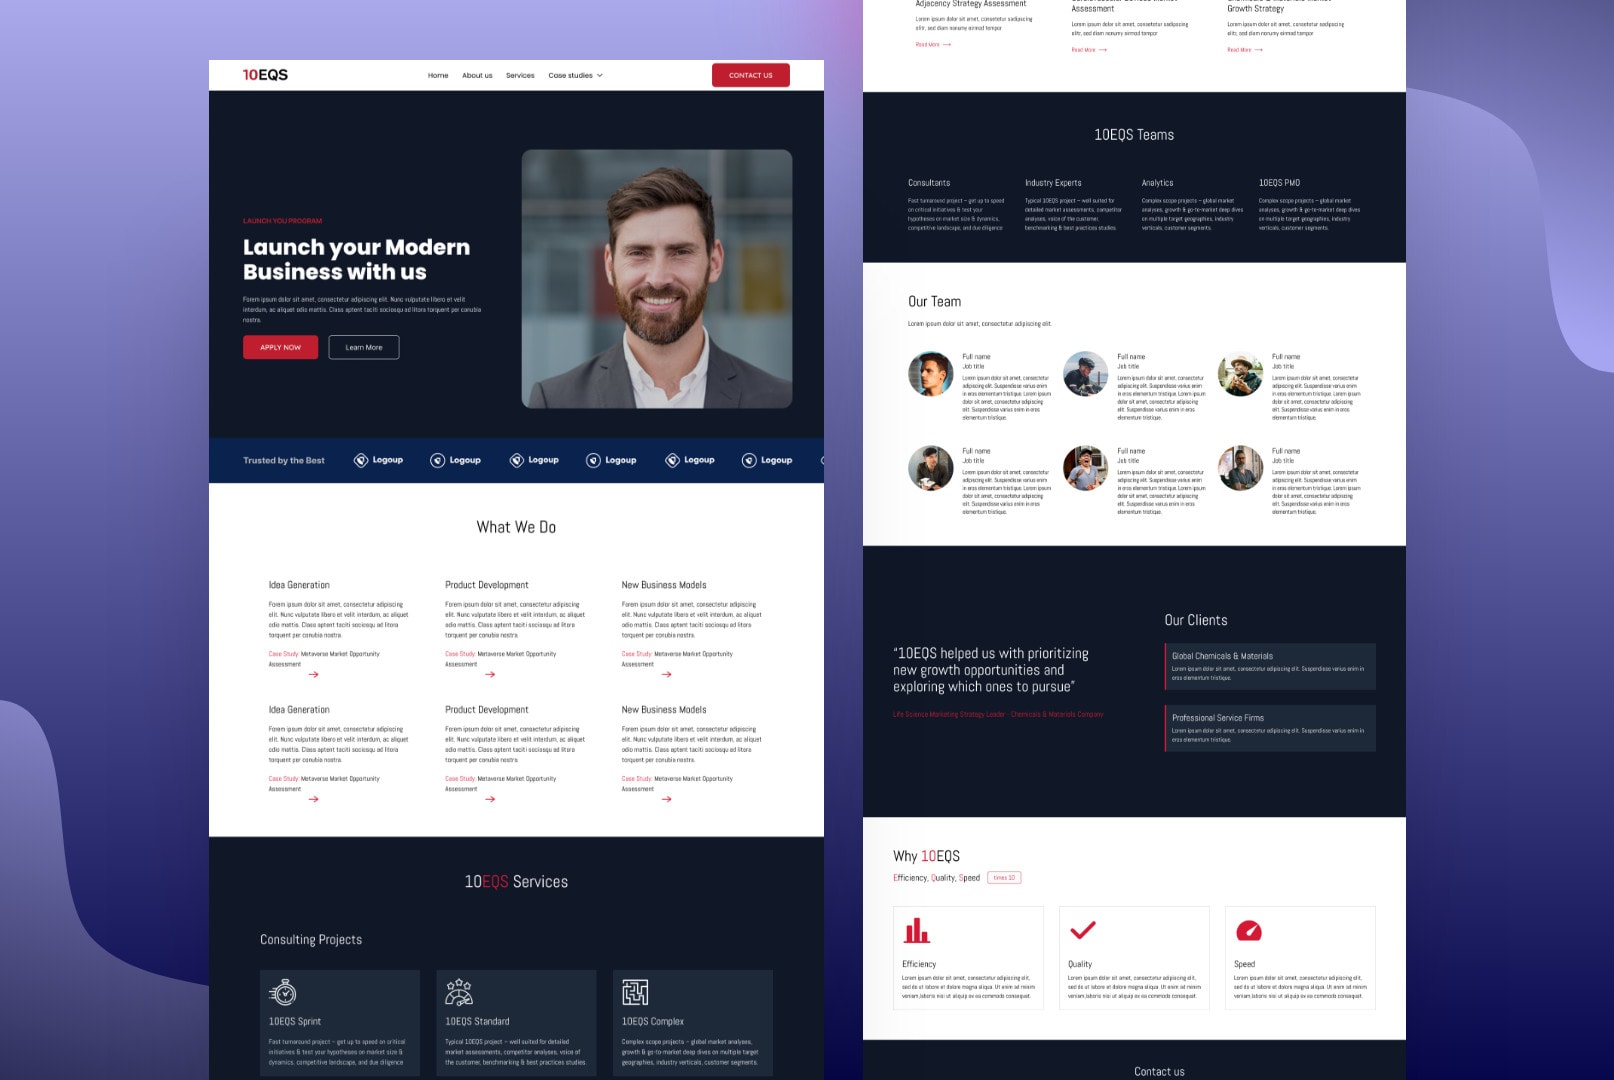 10EQS
Home About us Services Case studies
CONTACT US
LAUNCH YOU PROGRAM
Launch your Modern
Business with us
Forem ipsum dolor sit amet, consectetur adipiscing elit. Nunc vulputate libero et velit
interdum, ac aliquet odio mattis. Class aptent taciti sociosqu ad litora torquent per conubia
nostra.
APPLY NOW
Learn More
Trusted by the Best Logoup Logoup Logoup Logoup Logoup Logoup
What We Do
Idea Generation
Forem ipsum dolor sit amet, consectetur adipiscing
elit. Nunc vulputate libero et velit interdum, ac aliquet
odio mattis. Class aptent taciti sociosqu ad litora
torquent per conubia nostra.
Case Study: Metaverse Market Opportunity
Assessment
Product Development
Forem ipsum dolor sit amet, consectetur adipiscing
elit. Nunc vulputate libero et velit interdum, ac aliquet
odio mattis. Class aptent taciti sociosqu ad litora
torquent per conubia nostra.
Case Study: Metaverse Market Opportunity
Assessment
New Business Models
Forem ipsum dolor sit amet, consectetur adipiscing
elit. Nunc vulputate libero et velit interdum, ac aliquet
odio mattis. Class aptent taciti sociosqu ad litora
torquent per conubia nostra.
Case Study: Metaverse Market Opportunity
Assessment
Idea Generation
Forem ipsum dolor sit amet, consectetur adipiscing
elit. Nunc vulputate libero et velit interdum, ac aliquet
odio mattis. Class aptent taciti sociosqu ad litora
torquent per conubia nostra.
Case Study: Metaverse Market Opportunity
Assessment
Product Development
Forem ipsum dolor sit amet, consectetur adipiscing
elit. Nunc vulputate libero et velit interdum, ac aliquet
odio mattis. Class aptent taciti sociosqu ad litora
torquent per conubia nostra.
Case Study: Metaverse Market Opportunity
Assessment
New Business Models
Forem ipsum dolor sit amet, consectetur adipiscing
elit. Nunc vulputate libero et velit interdum, ac aliquet
odio mattis. Class aptent taciti sociosqu ad litora
torquent per conubia nostra.
Case Study: Metaverse Market Opportunity
Assessment
10EQS Services
Consulting Projects
10EQS Sprint
Fast turnaround project – get up to speed on critical
initiatives & test your hypotheses on market size &
dynamics, competitive landscape, and due diligence
10EQS Standard
Typical 10EQS project – well suited for detailed
market assessments, competitor analyses, voice of
the customer, benchmarking & best practices studies.
10EQS Complex
Complex scope projects – global market analyses,
growth & go-to-market deep dives on multiple target
geographies, industry verticals, customer segments.
Adjacency Strategy Assessment
Lorem ipsum dolor sit amet, consetetur sadipscing
elitr, sed diam nonumy eirmod tempor
Read More
Assessment
Lorem ipsum dolor sit amet, consetetur sadipscing
elitr, sed diam nonumy eirmod tempor
Read More
Growth Strategy
Lorem ipsum dolor sit amet, consetetur sadipscing
elitr, sed diam nonumy eirmod tempor
Read More
10EQS Teams
Consultants
Fast turnaround project – get up to speed
on critical initiatives & test your
hypotheses on market size & dynamics,
competitive landscape, and due diligence
Industry Experts
Typical 10EQS project – well suited for
detailed market assessments, competitor
analyses, voice of the customer,
benchmarking & best practices studies.
Analytics
Complex scope projects – global market
analyses, growth & go-to-market deep dives
on multiple target geographies, industry
verticals, customer segments.
10EQS PMO
Complex scope projects – global market
analyses, growth & go-to-market deep dives
on multiple target geographies, industry
verticals, customer segments.
Our Team
Lorem ipsum dolor sit amet, consectetur adipiscing elit.
Full name
Job title
Lorem ipsum dolor sit amet, consectetur
adipiscing elit. Suspendisse varius enim
in eros elementum tristique. Lorem ipsum
dolor sit amet, consectetur adipiscing
elit. Suspendisse varius enim in eros
elementum tristique.
Full name
Job title
Lorem ipsum dolor sit amet, consectetur
adipiscing elit. Suspendisse varius enim
in eros elementum tristique. Lorem ipsum
dolor sit amet, consectetur adipiscing
elit. Suspendisse varius enim in eros
elementum tristique.
Full name
Job title
Lorem ipsum dolor sit amet, consectetur
adipiscing elit. Suspendisse varius enim
in eros elementum tristique. Lorem ipsum
dolor sit amet, consectetur adipiscing
elit. Suspendisse varius enim in eros
elementum tristique.
Full name
Job title
Lorem ipsum dolor sit amet, consectetur
adipiscing elit. Suspendisse varius enim
in eros elementum tristique. Lorem ipsum
dolor sit amet, consectetur adipiscing
elit. Suspendisse varius enim in eros
elementum tristique.
Full name
Job title
Lorem ipsum dolor sit amet, consectetur
adipiscing elit. Suspendisse varius enim
in eros elementum tristique. Lorem ipsum
dolor sit amet, consectetur adipiscing
elit. Suspendisse varius enim in eros
elementum tristique.
Full name
Job title
Lorem ipsum dolor sit amet, consectetur
adipiscing elit. Suspendisse varius enim
in eros elementum tristique. Lorem ipsum
dolor sit amet, consectetur adipiscing
elit. Suspendisse varius enim in eros
elementum tristique.
“10EQS helped us with prioritizing
new growth opportunities and
exploring which ones to pursue”
Life Science Marketing Strategy Leader - Chemicals & Materials Company
Our Clients
Global Chemicals & Materials
Lorem ipsum dolor sit amet, consectetur adipiscing elit. Suspendisse varius enim in
eros elementum tristique.
Professional Service Firms
Lorem ipsum dolor sit amet, consectetur adipiscing elit. Suspendisse varius enim in
eros elementum tristique.
Why 10EQS
Efficiency, Quality, Speed times 10
Efficiency
Lorem ipsum dolor sit amet, consectetur adipiscing elit,
sed do ut labore et dolore magna aliqua. Ut enim ad minim
veniam,laboris nisi ut aliquip ex ea commodo consequat.
Quality
Lorem ipsum dolor sit amet, consectetur adipiscing elit,
sed do ut labore et dolore magna aliqua. Ut enim ad minim
veniam,laboris nisi ut aliquip ex ea commodo consequat.
Speed
Lorem ipsum dolor sit amet, consectetur adipiscing elit,
sed do ut labore et dolore magna aliqua. Ut enim ad minim
veniam,laboris nisi ut aliquip ex ea commodo consequat.
Contact us